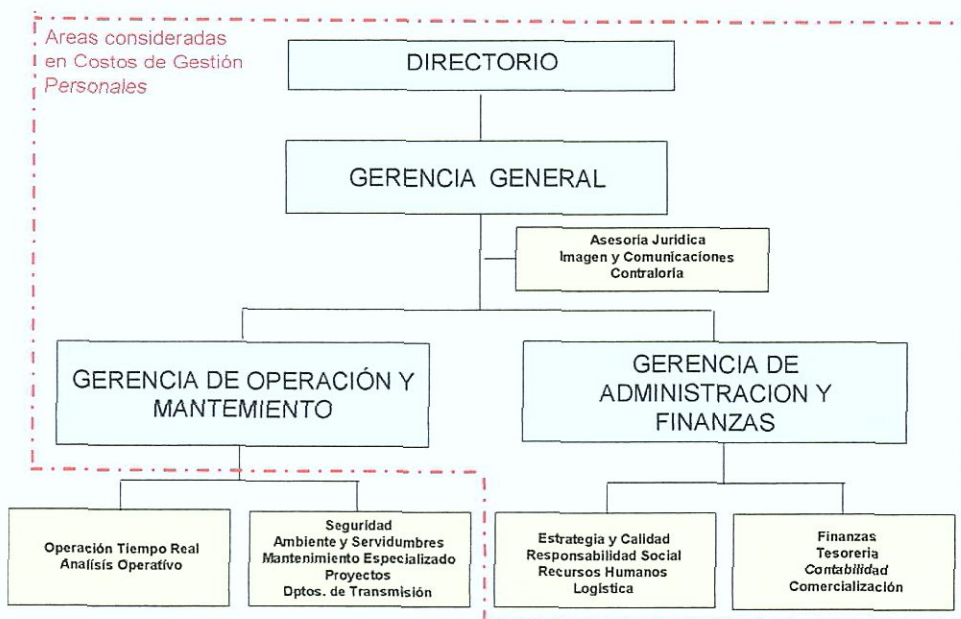 Areas consideradas
en Costos de Gestión
Personales
DIRECTORIO
GERENCIA GENERAL
Asesoria Juridica
Imagen y Comunicaciones
Contraloria
GERENCIA DE OPERACIÓN Y
MANTEMIENTO
GERENCIA DE
ADMINISTRACION Y
FINANZAS
Operación Tiempo Real
Analísis Operativo
Seguridad
Ambiente y Servidumbres
Mantenimiento Especializado
Proyectos
Dptos. de Transmisión
Estrategia y Calidad
Responsabilidad Social
Recursos Humanos
Logistica
Finanzas
Tesoreria
Contabilidad
Comercialización